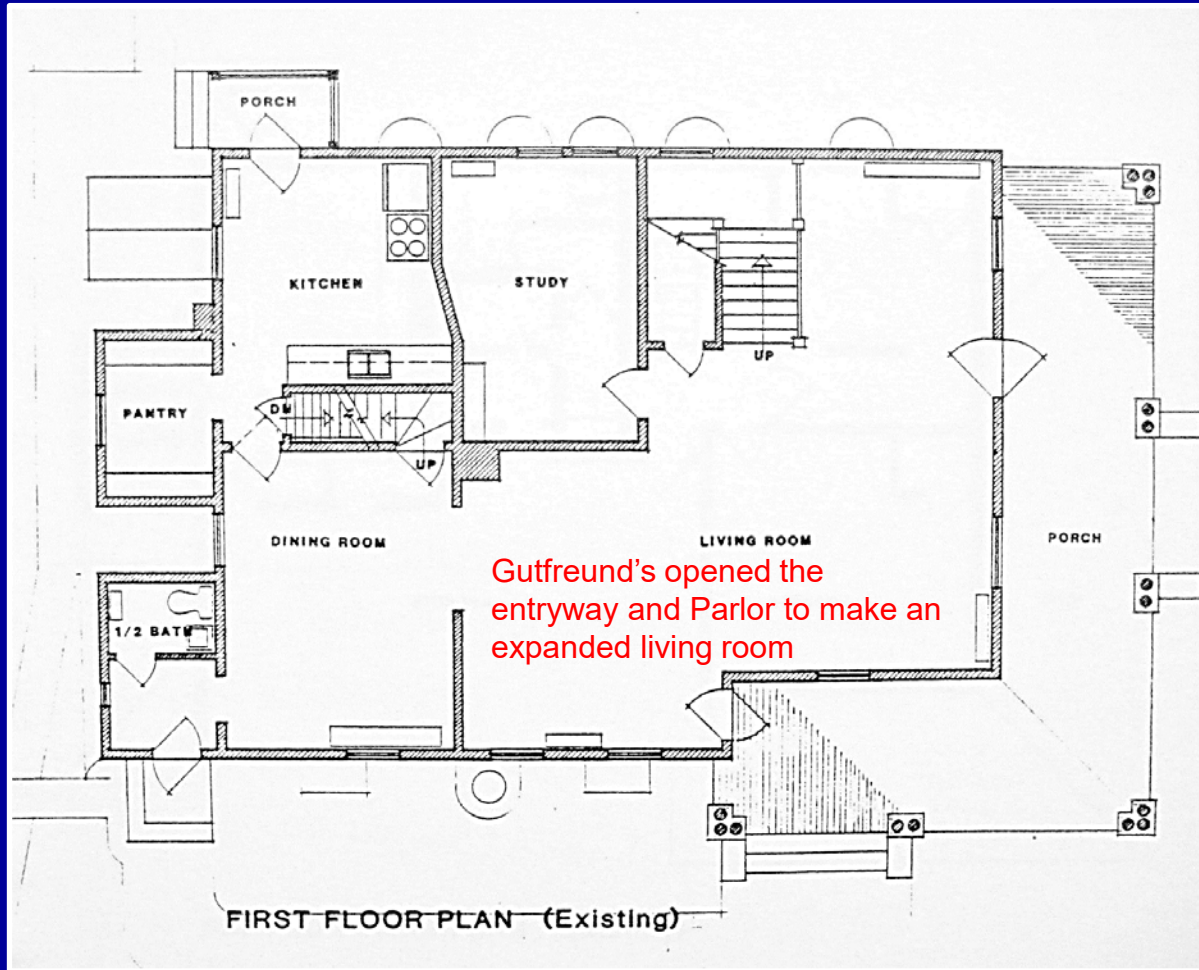 PORCH
KITCHEN
STUDY
UP
PANTRY
DN
UP
DINING ROOM
LIVING ROOM
PORCH
Gutfreund’s opened the
entryway and Parlor to make an
expanded living room
1/2 BATH
FIRST FLOOR PLAN (Existing)